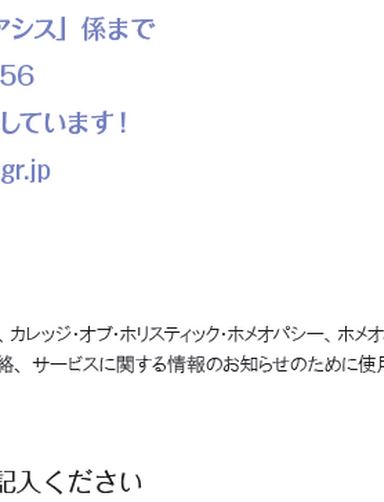 アシス」係まで
56
しています！
gr.jp
、カレッジ・オブ・ホリスティック・ホメオパシー、ホメオ
絡、サービスに関する情報のお知らせのために使用
記入ください